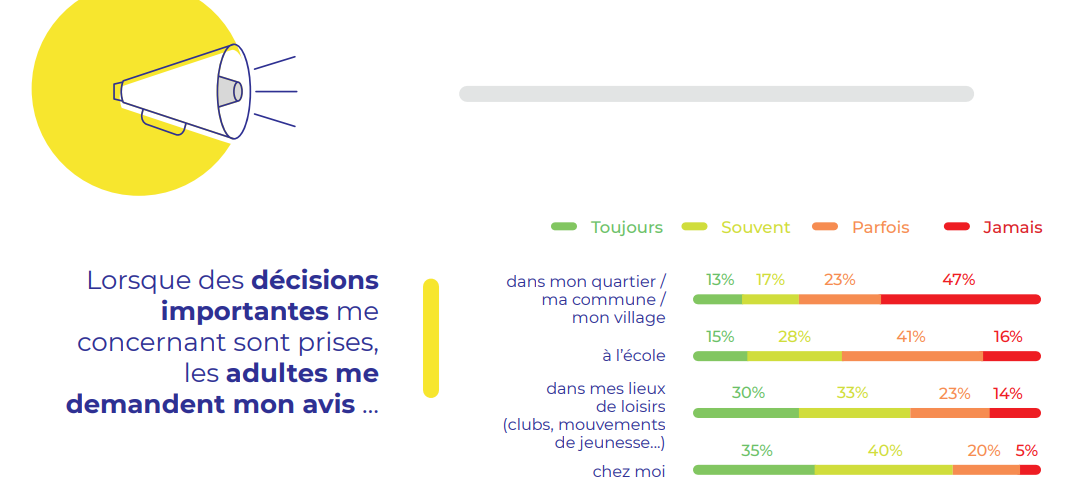 Toujours Souvent Parfois Jamais
Lorsque des décisions
importantes me
concernant sont prises,
les adultes me
demandent mon avis ...
dans mon quartier /
ma commune /
mon village
13% 17% 23% 47%
à l'école
15% 28% 41% 16%
dans mes lieux
de loisirs
(clubs, mouvements
de jeunesse...)
30% 33% 23% 14%
chez moi
35% 40% 20% 5%